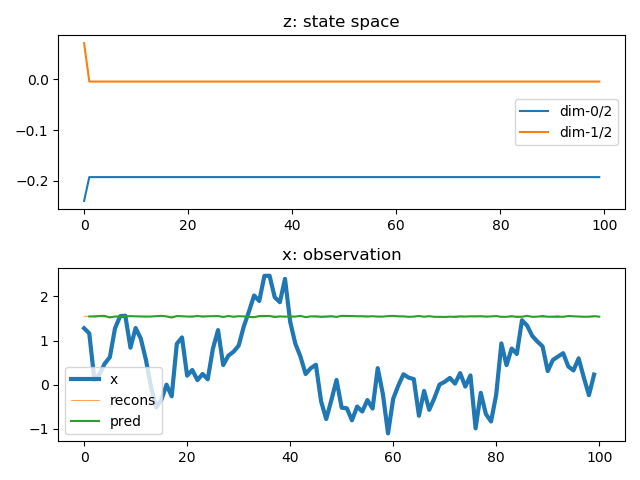 z: state space
0.0
−0.1
−0.2
dim-0/2
dim-1/2
0 20 40 60 80 100
x: observation
2
1
0
−1
x
recons
pred
0 20 40 60 80 100